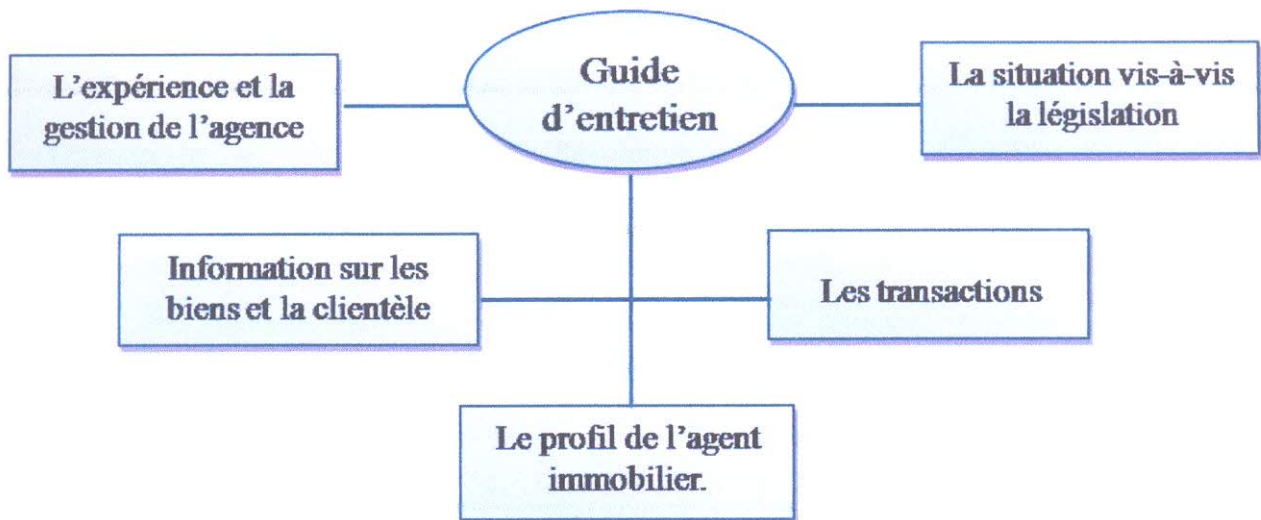 Guide
d'entretien
L'expérience et la
gestion de l'agence
La situation vis-à-vis
la législation
Information sur les
biens et la clientèle
Les transactions
Le profil de l'agent
immobilier.